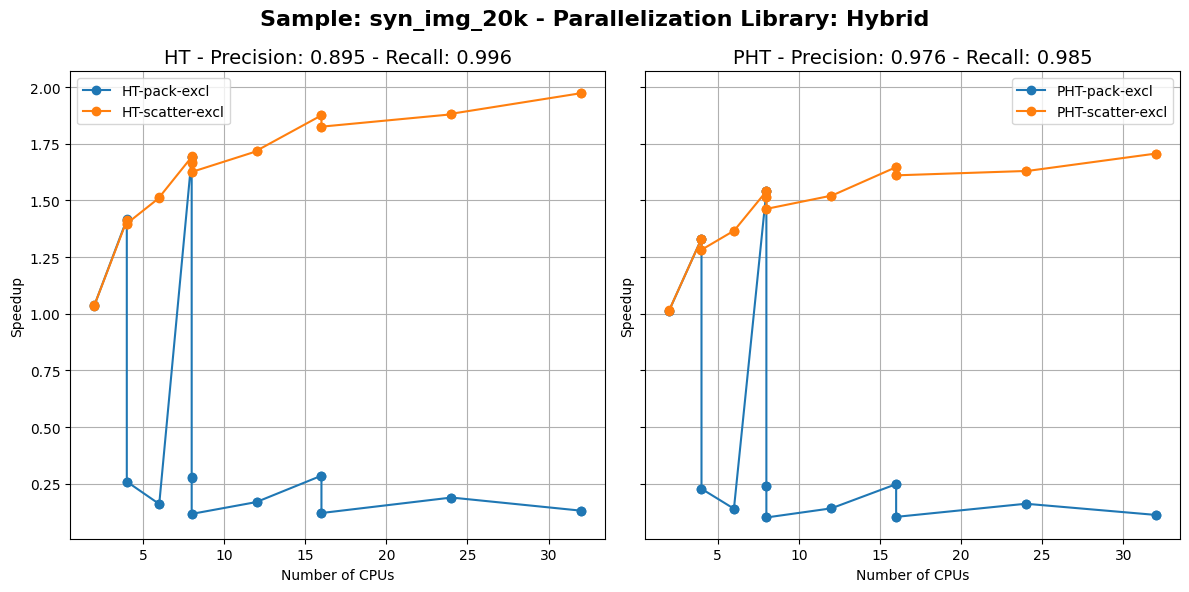 Sample: syn_img_20k - Parallelization Library: Hybrid
HT - Precision: 0.895 - Recall: 0.996
HT-pack-excl
HT-scatter-excl
2.00
1.75
1.50
1.25
1.00
0.75
0.50
0.25
Speedup
5 10 15 20 25 30
Number of CPUs
PHT - Precision: 0.976 - Recall: 0.985
PHT-pack-excl
PHT-scatter-excl
Speedup
5 10 15 20 25 30
Number of CPUs